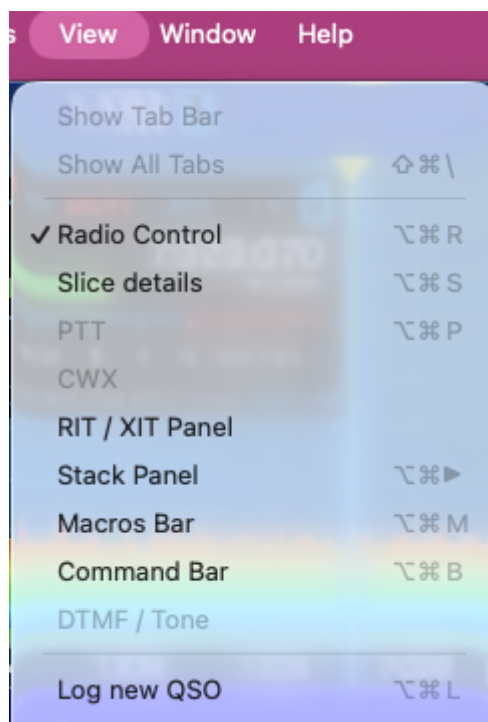 s View Window Help
Show Tab Bar
Show All Tabs ⇧⌘\
✓ Radio Control ⌥⌘R
Slice details ⌥⌘S
PTT ⌥⌘P
CWX
RIT / XIT Panel
Stack Panel ⌥⌘▶
Macros Bar ⌥⌘M
Command Bar ⌥⌘B
DTMF / Tone
Log new QSO ⌥⌘L